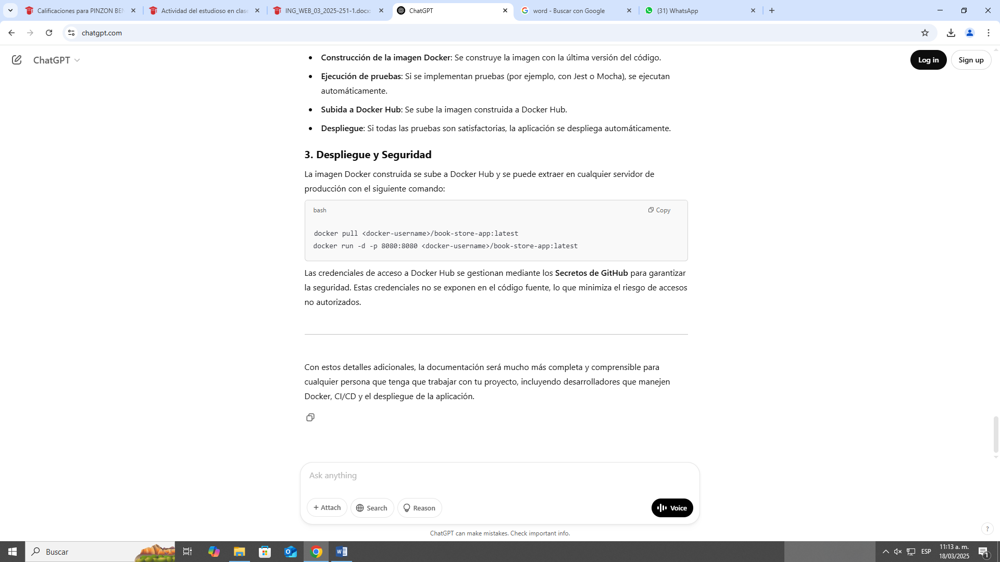 Calificaciones para PINZON BEN
Actividad del estudioso en clase
ING_WEB_03_2025-251-1.docx:
ChatGPT
word - Buscar con Google
(31) WhatsApp
chatgpt.com
ChatGPT
Log in
Sign up
• Construcción de la imagen Docker: Se construye la imagen con la última versión del código.
• Ejecución de pruebas: Si se implementan pruebas (por ejemplo, con Jest o Mocha), se ejecutan
automáticamente.
• Subida a Docker Hub: Se sube la imagen construida a Docker Hub.
• Despliegue: Si todas las pruebas son satisfactorias, la aplicación se despliega automáticamente.
3. Despliegue y Seguridad
La imagen Docker construida se sube a Docker Hub y se puede extraer en cualquier servidor de
producción con el siguiente comando:
bash
Copy
docker pull <docker-username>/book-store-app:latest
docker run -d -p 8080:8080 <docker-username>/book-store-app:latest
Las credenciales de acceso a Docker Hub se gestionan mediante los Secretos de GitHub para garantizar
la seguridad. Estas credenciales no se exponen en el código fuente, lo que minimiza el riesgo de accesos
no autorizados.
Con estos detalles adicionales, la documentación será mucho más completa y comprensible para
cualquier persona que tenga que trabajar con tu proyecto, incluyendo desarrolladores que manejen
Docker, CI/CD y el despliegue de la aplicación.
Ask anything
+ Attach
Search
Reason
Voice
ChatGPT can make mistakes. Check important info.
?
Buscar
ESP
11:13 a. m.
18/03/2025
1